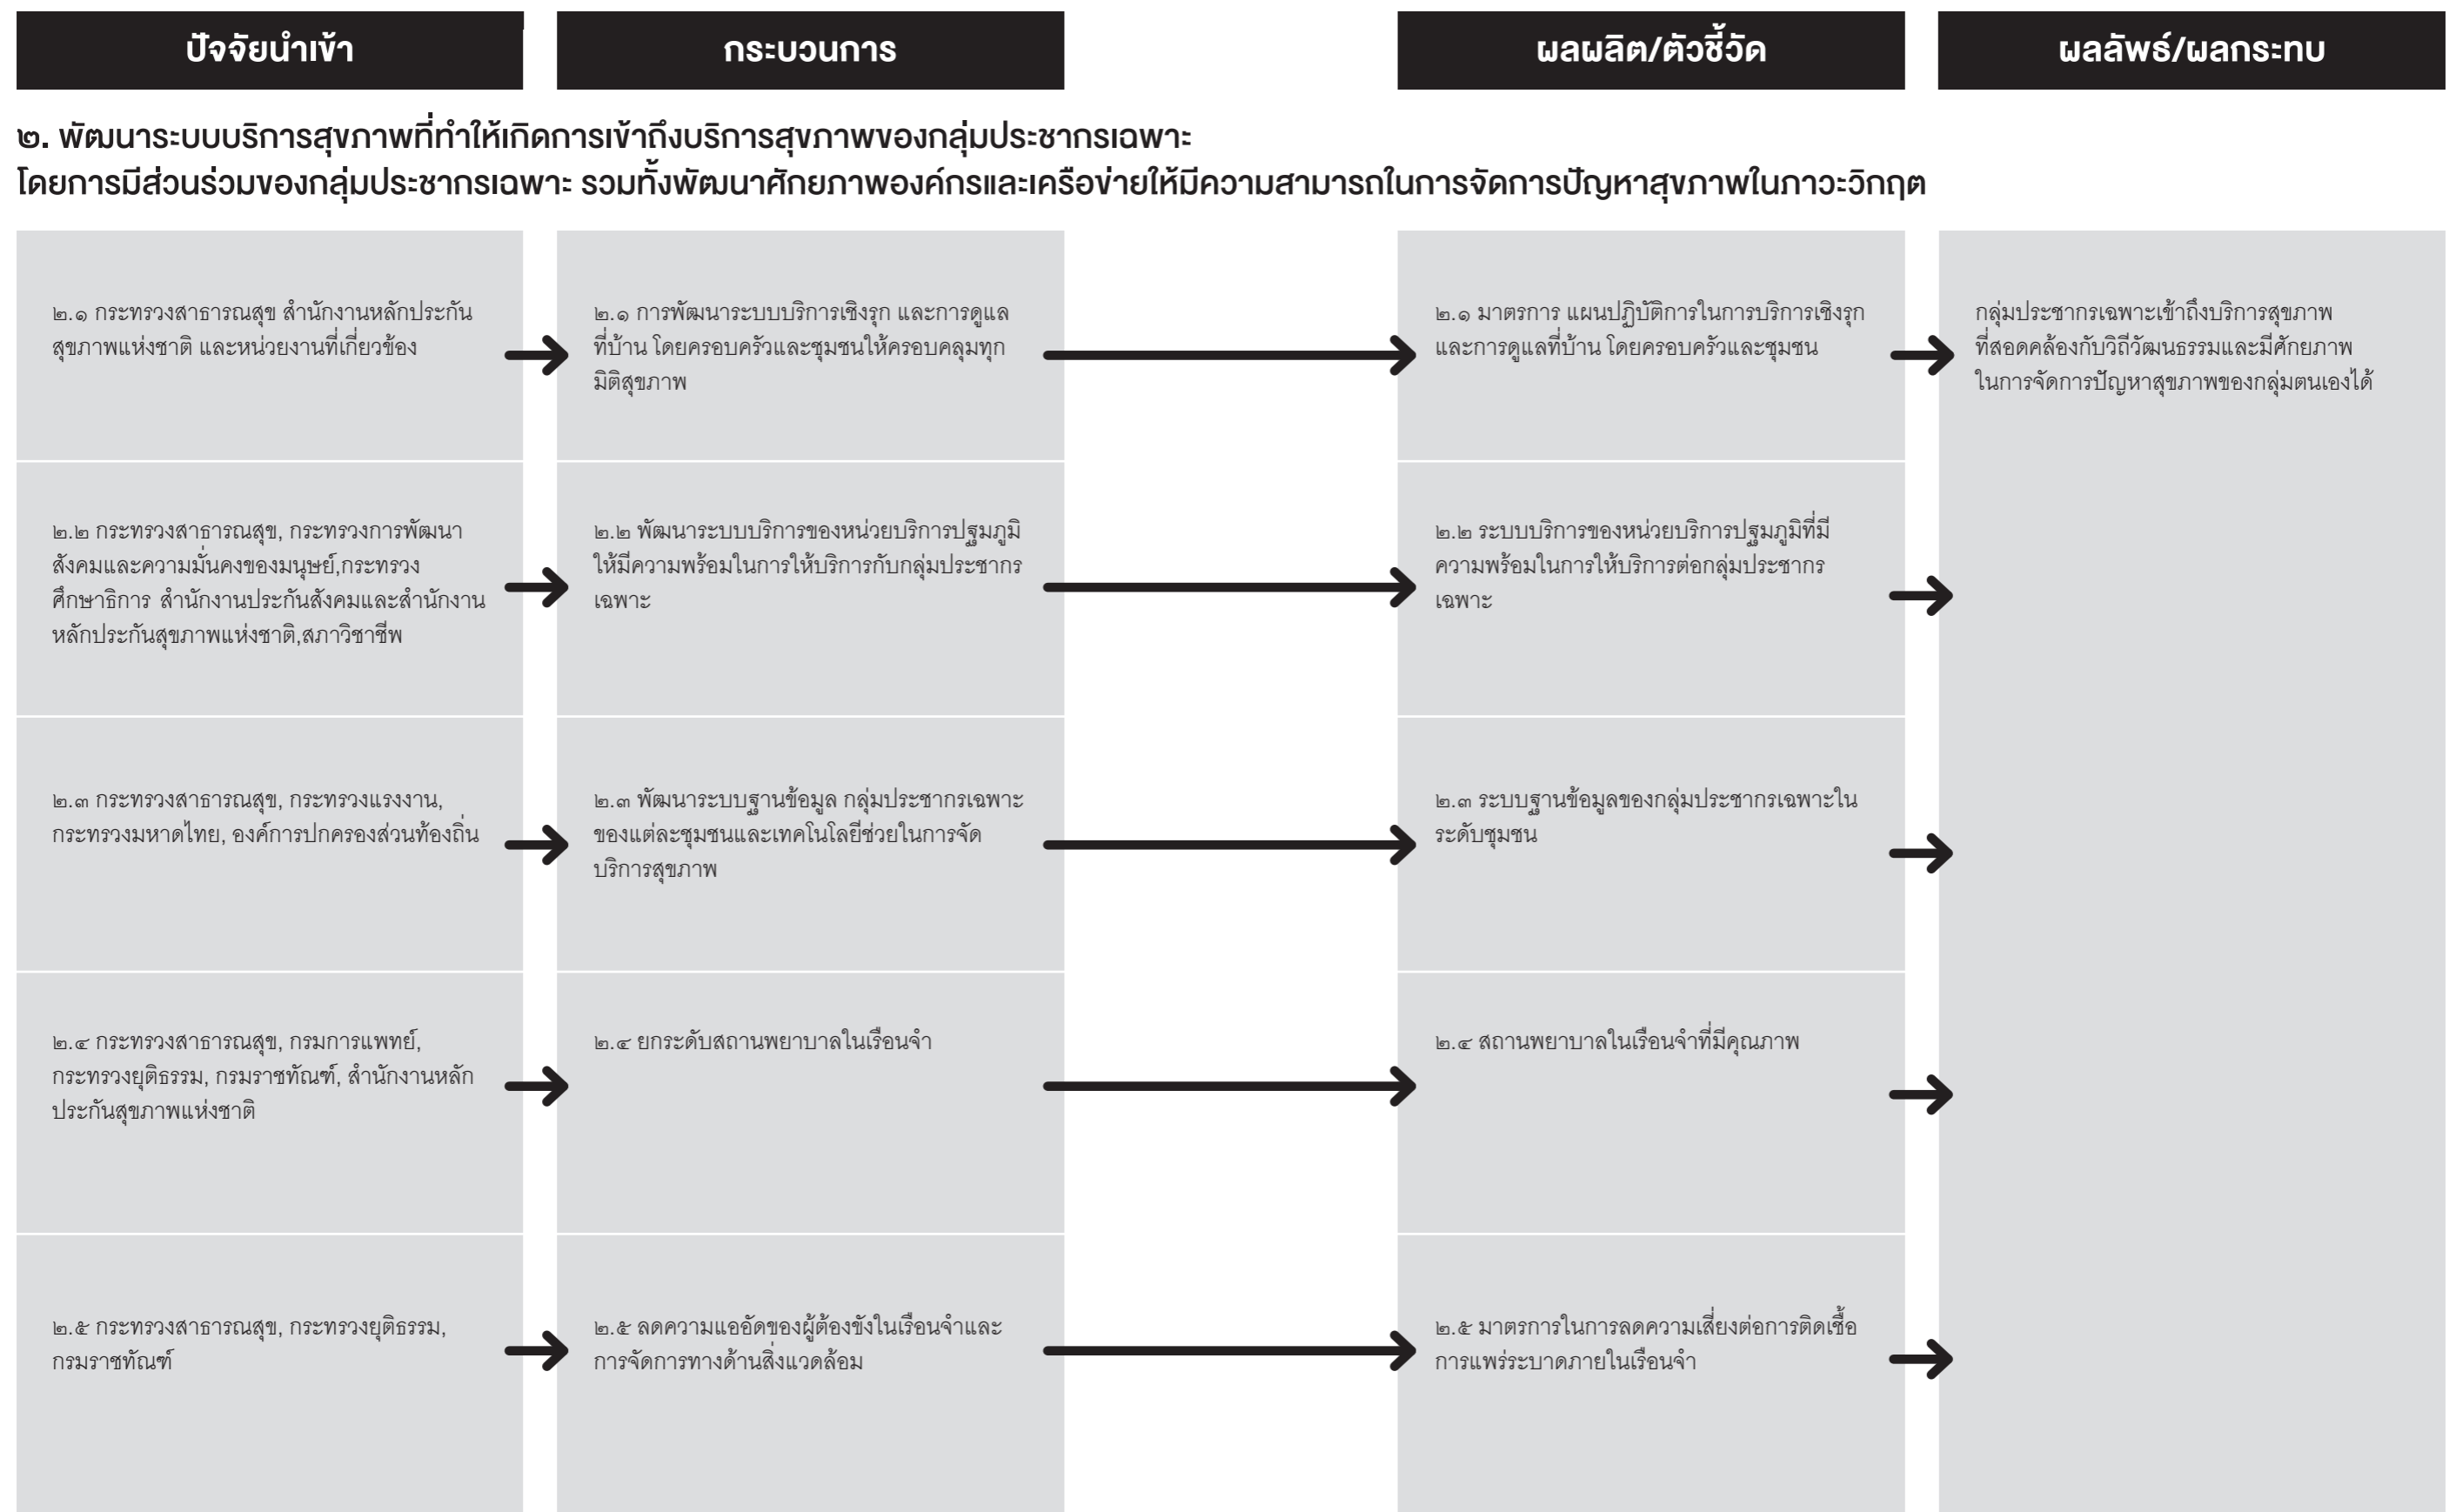 ปัจจัยนำเข้า
กระบวนการ
ผลผลิต/ตัวชี้วัด
ผลลัพธ์/ผลกระทบ
๒. พัฒนาระบบบริการสุขภาพที่ทำให้เกิดการเข้าถึงบริการสุขภาพของกลุ่มประชากรเฉพาะ
โดยการมีส่วนร่วมของกลุ่มประชากรเฉพาะ รวมทั้งพัฒนาศักยภาพองค์กรและเครือข่ายให้มีความสามารถในการจัดการปัญหาสุขภาพในภาวะวิกฤต
๒.๑ กระทรวงสาธารณสุข สำนักงานหลักประกัน
สุขภาพแห่งชาติ และหน่วยงานที่เกี่ยวข้อง
๒.๑ การพัฒนาระบบบริการเชิงรุก และการดูแล
ที่บ้าน โดยครอบครัวและชุมชนให้ครอบคลุมทุก
มิติสุขภาพ
๒.๑ มาตรการ แผนปฏิบัติการในการบริการเชิงรุก
และการดูแลที่บ้าน โดยครอบครัวและชุมชน
กลุ่มประชากรเฉพาะเข้าถึงบริการสุขภาพ
ที่สอดคล้องกับวิถีวัฒนธรรมและมีศักยภาพ
ในการจัดการปัญหาสุขภาพของกลุ่มตนเองได้
๒.๒ กระทรวงสาธารณสุข, กระทรวงการพัฒนา
สังคมและความมั่นคงของมนุษย์,กระทรวง
ศึกษาธิการ สำนักงานประกันสังคมและสำนักงาน
หลักประกันสุขภาพแห่งชาติ,สภาวิชาชีพ
๒.๒ พัฒนาระบบบริการของหน่วยบริการปฐมภูมิ
ให้มีความพร้อมในการให้บริการกับกลุ่มประชากร
เฉพาะ
๒.๒ ระบบบริการของหน่วยบริการปฐมภูมิที่มี
ความพร้อมในการให้บริการต่อกลุ่มประชากร
เฉพาะ
๒.๓ กระทรวงสาธารณสุข, กระทรวงแรงงาน,
กระทรวงมหาดไทย, องค์การปกครองส่วนท้องถิ่น
๒.๓ พัฒนาระบบฐานข้อมูล กลุ่มประชากรเฉพาะ
ของแต่ละชุมชนและเทคโนโลยีช่วยในการจัด
บริการสุขภาพ
๒.๓ ระบบฐานข้อมูลของกลุ่มประชากรเฉพาะใน
ระดับชุมชน
๒.๔ กระทรวงสาธารณสุข, กรมการแพทย์,
กระทรวงยุติธรรม, กรมราชทัณฑ์, สำนักงานหลัก
ประกันสุขภาพแห่งชาติ
๒.๔ ยกระดับสถานพยาบาลในเรือนจำ
๒.๔ สถานพยาบาลในเรือนจำที่มีคุณภาพ
๒.๕ กระทรวงสาธารณสุข, กระทรวงยุติธรรม,
กรมราชทัณฑ์
๒.๕ ลดความแออัดของผู้ต้องขังในเรือนจำและ
การจัดการทางด้านสิ่งแวดล้อม
๒.๕ มาตรการในการลดความเสี่ยงต่อการติดเชื้อ
การแพร่ระบาดภายในเรือนจำ